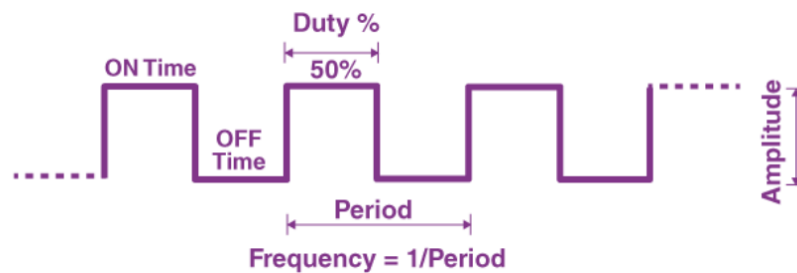 Duty %
ON Time
50%
OFF
Time
Amplitude
Period
Frequency = 1/Period